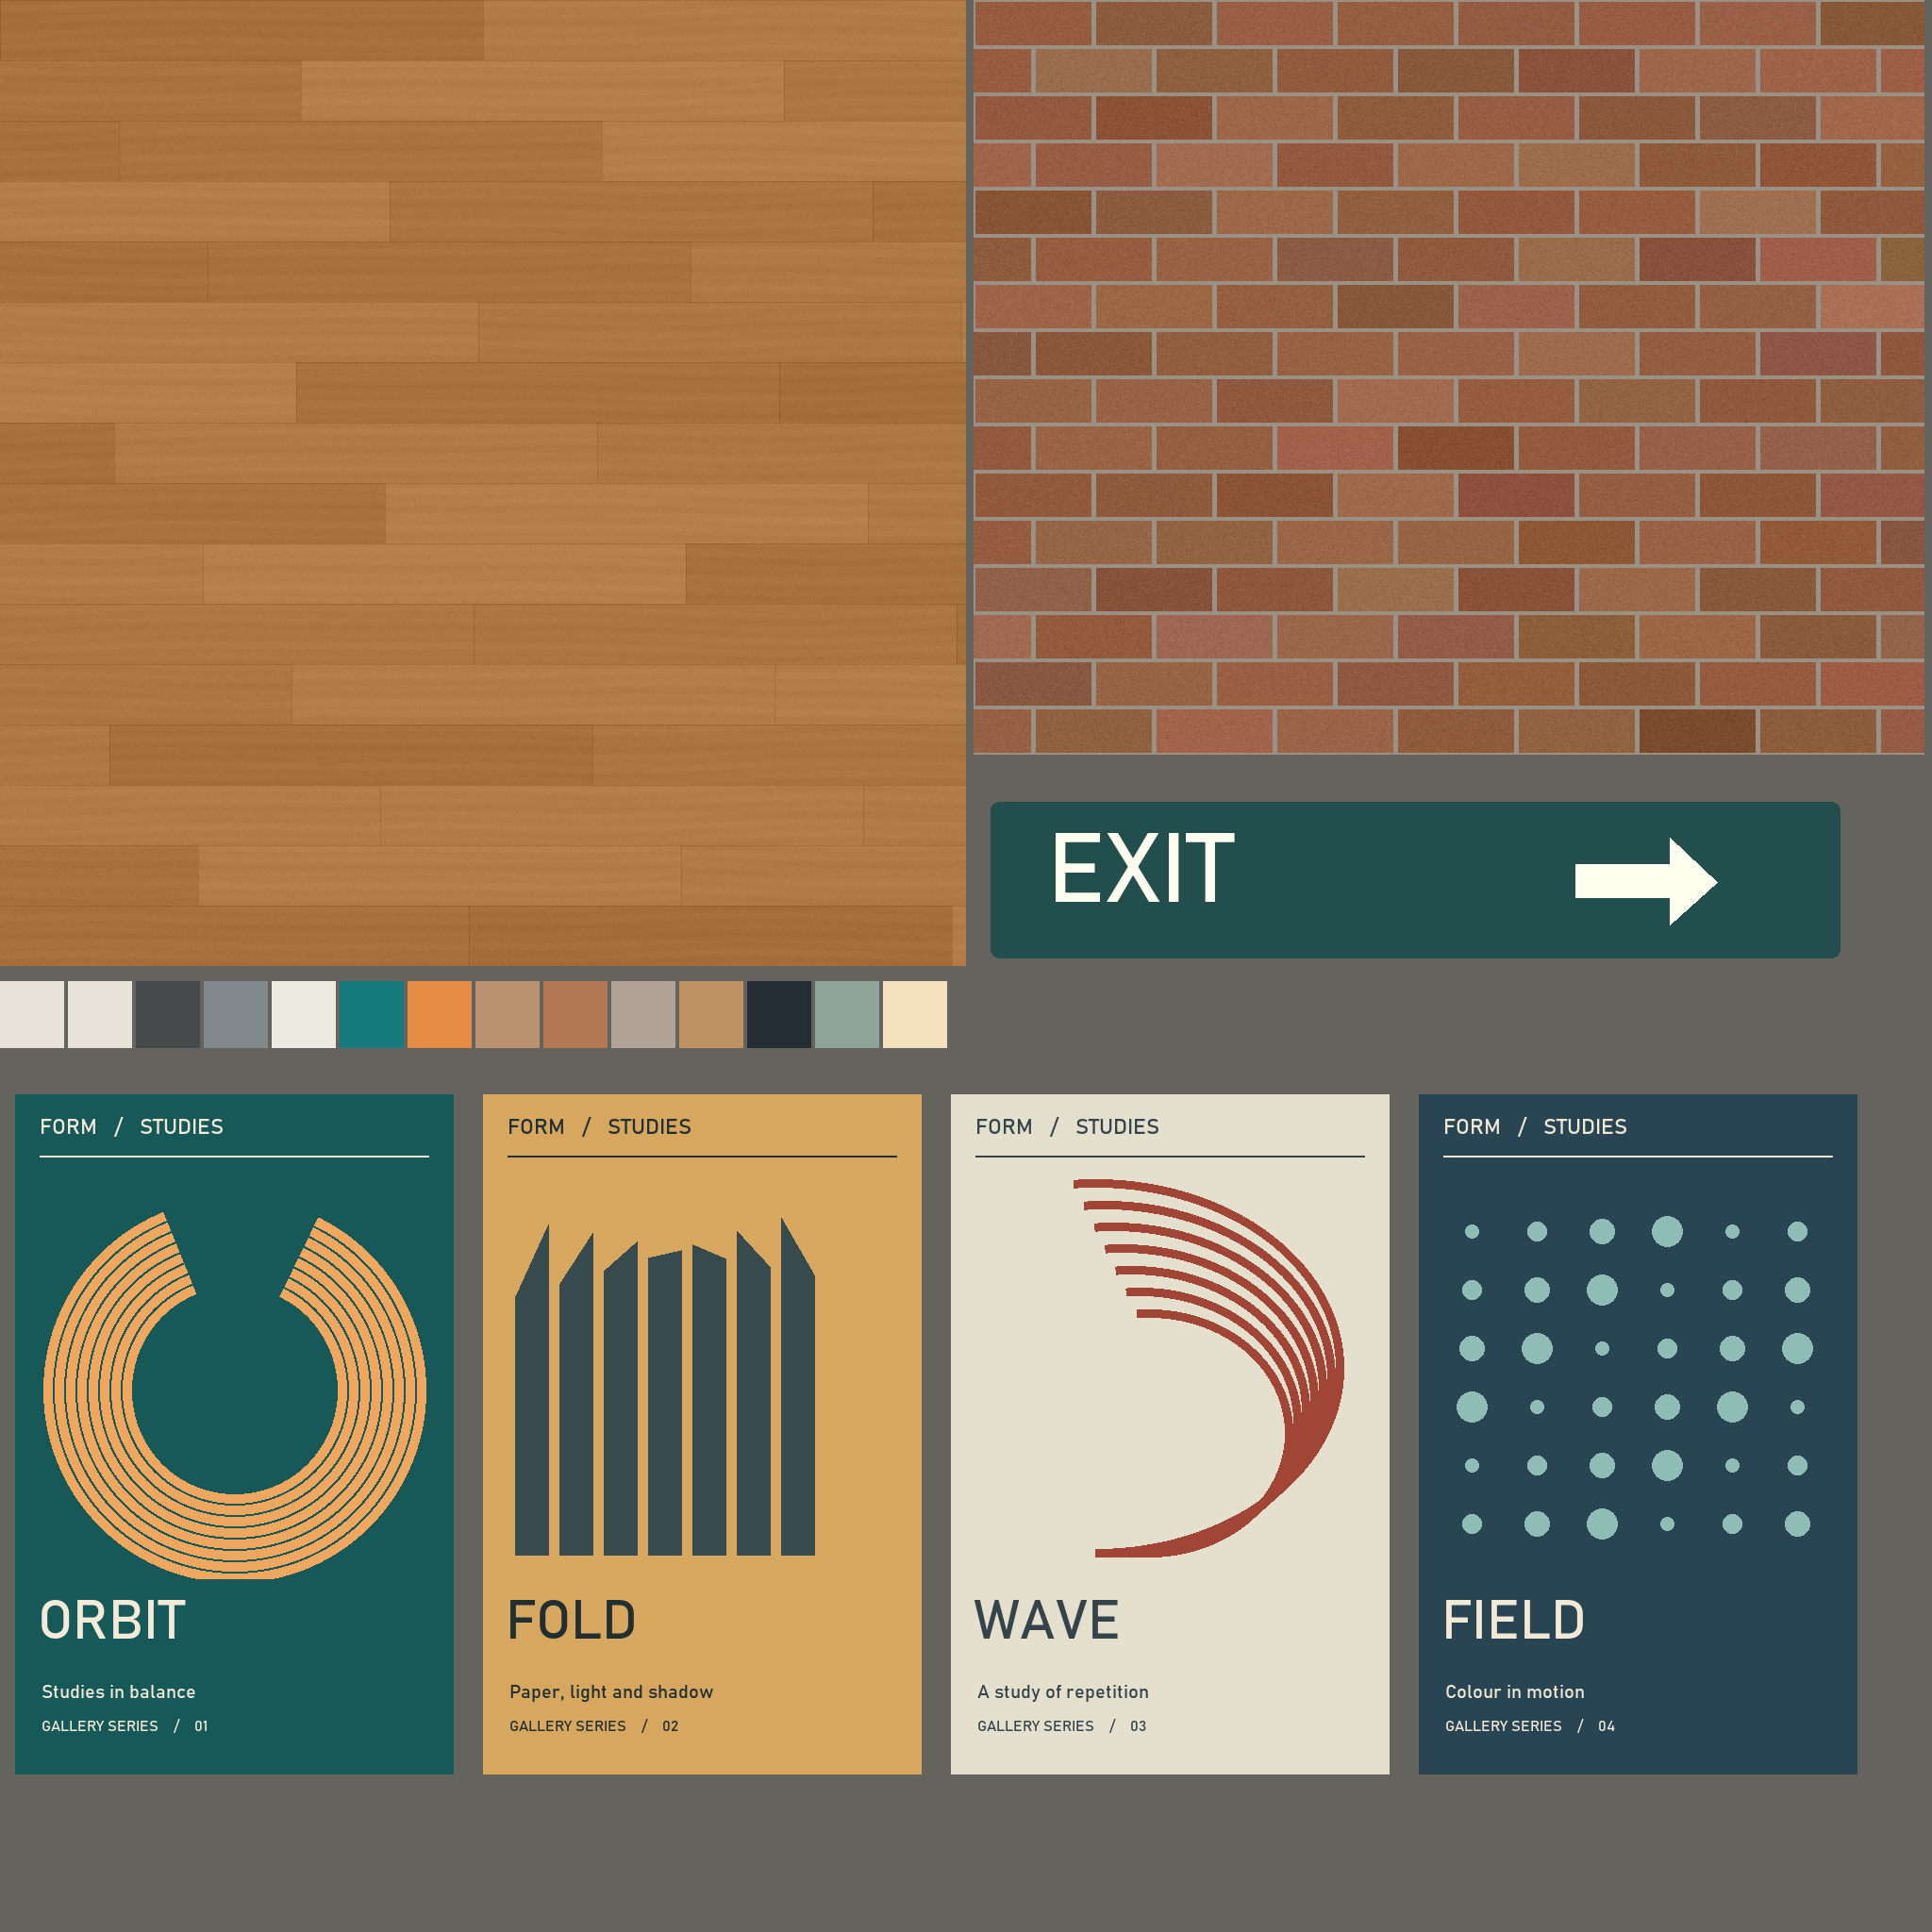 EXIT
FORM / STUDIES
ORBIT
Studies in balance
GALLERY SERIES / 01
FORM / STUDIES
FOLD
Paper, light and shadow
GALLERY SERIES / 02
FORM / STUDIES
WAVE
A study of repetition
GALLERY SERIES / 03
FORM / STUDIES
FIELD
Colour in motion
GALLERY SERIES / 04